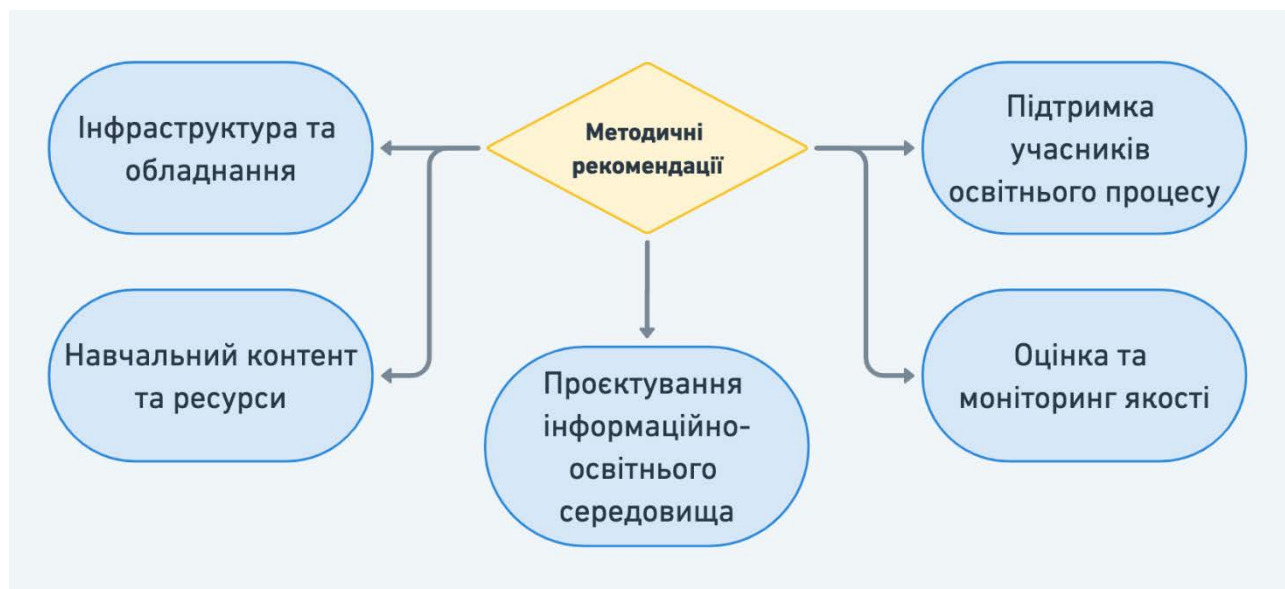 Інфраструктура та
обладнання
Методичні
рекомендації
Підтримка
учасників
освітнього процесу
Навчальний контент
та ресурси
Проєктування
інформаційно-
освітнього
середовища
Оцінка та
моніторинг якості